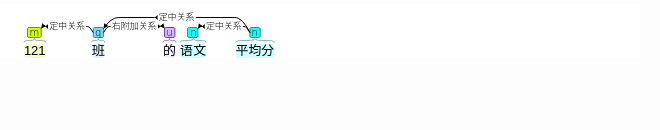 定中关系
定中关系 右附加关系 定中关系
m q u n n
121 班 的 语文 平均分